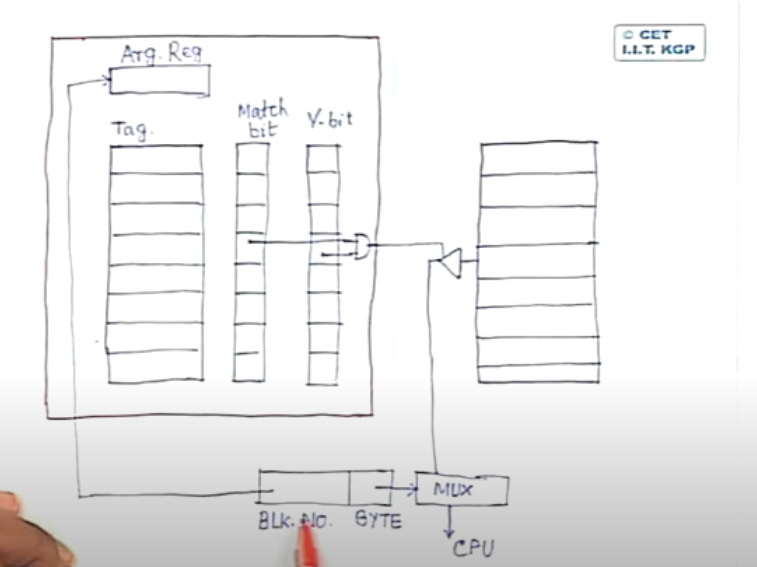 © CET
I.I.T. KGP
Arg. Reg
Tag.
Match
bit
V-bit
MUX
BLK. NO.
BYTE
CPU